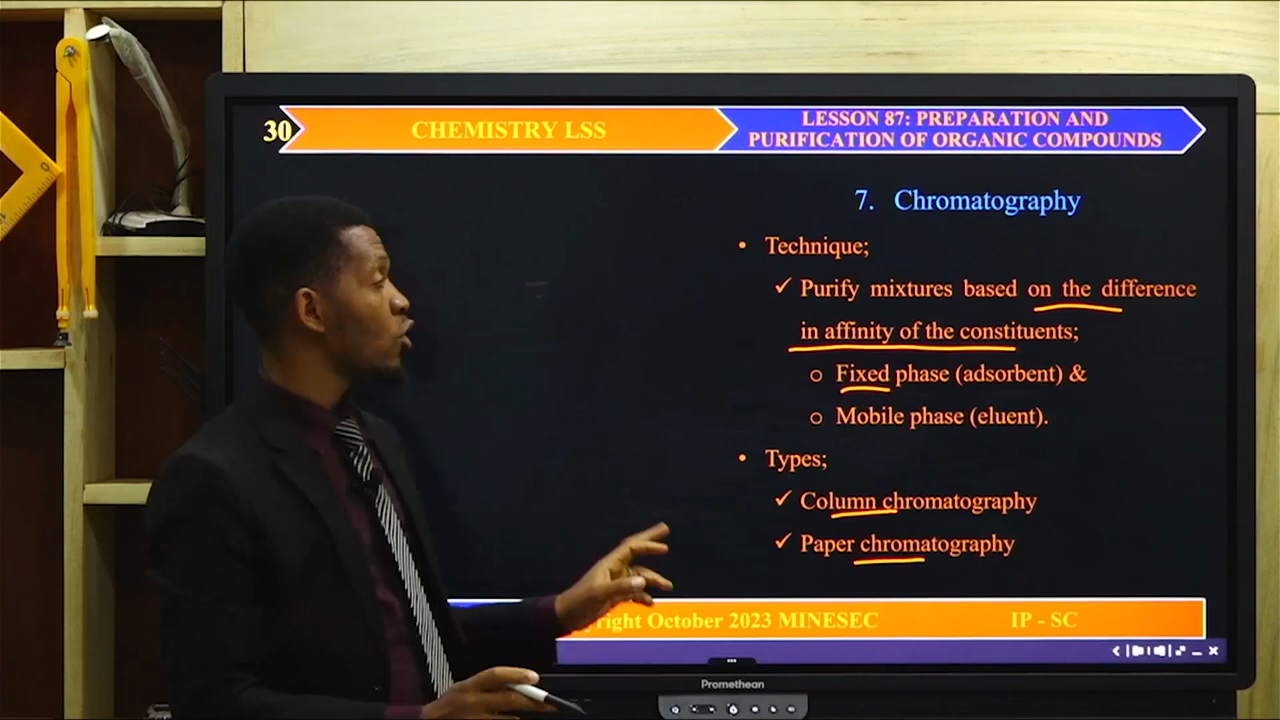 30 CHEMISTRY LSS
LESSON 87: PREPARATION AND
PURIFICATION OF ORGANIC COMPOUNDS
7. Chromatography
• Technique;
✓ Purify mixtures based on the difference
in affinity of the constituents;
o Fixed phase (adsorbent) &
o Mobile phase (eluent).
• Types;
✓ Column chromatography
✓ Paper chromatography
October 2023 MINESEC IP - SC
Promethean